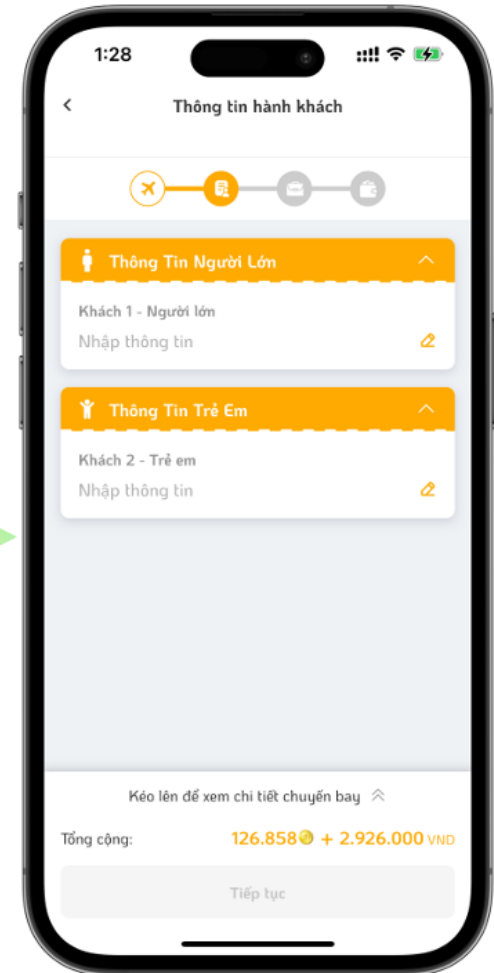 1:28
Thông tin hành khách
Thông Tin Người Lớn
Khách 1 - Người lớn
Nhập thông tin
Thông Tin Trẻ Em
Khách 2 - Trẻ em
Nhập thông tin
Kéo lên để xem chi tiết chuyến bay
Tổng cộng: 126.858 + 2.926.000 VND
Tiếp tục